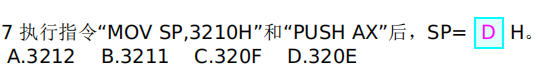 7 执行指令“MOV SP,3210H”和“PUSH AX”后，SP= D H。
A.3212 B.3211 C.320F D.320E